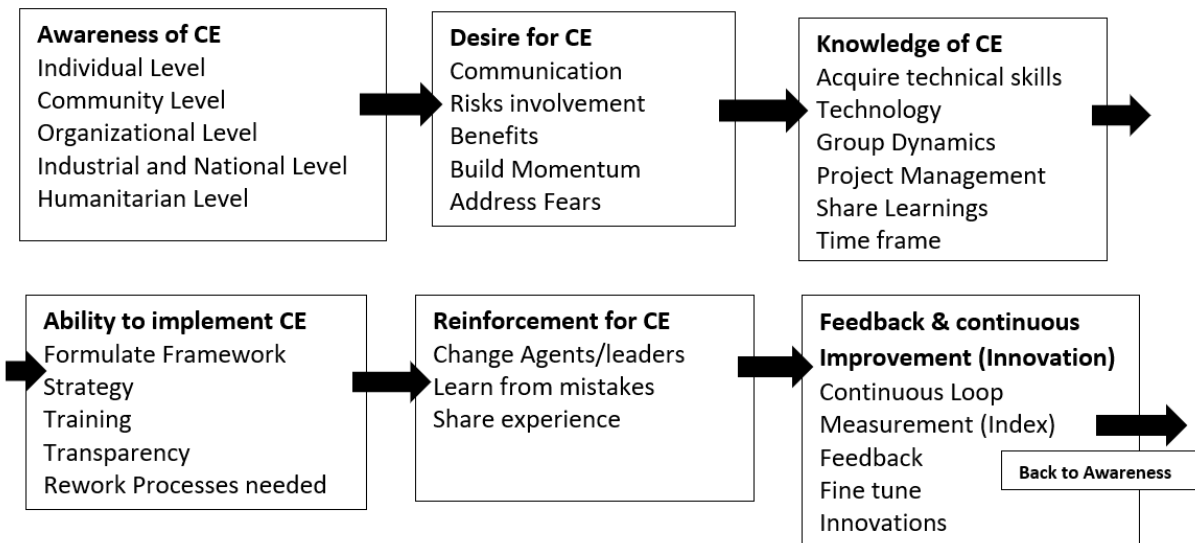 Awareness of CE
Individual Level
Community Level
Organizational Level
Industrial and National Level
Humanitarian Level
Desire for CE
Communication
Risks involvement
Benefits
Build Momentum
Address Fears
Knowledge of CE
Acquire technical skills
Technology
Group Dynamics
Project Management
Share Learnings
Time frame
Ability to implement CE
Formulate Framework
Strategy
Training
Transparency
Rework Processes needed
Reinforcement for CE
Change Agents/leaders
Learn from mistakes
Share experience
Feedback & continuous
Improvement (Innovation)
Continuous Loop
Measurement (Index)
Feedback
Fine tune
Innovations
Back to Awareness